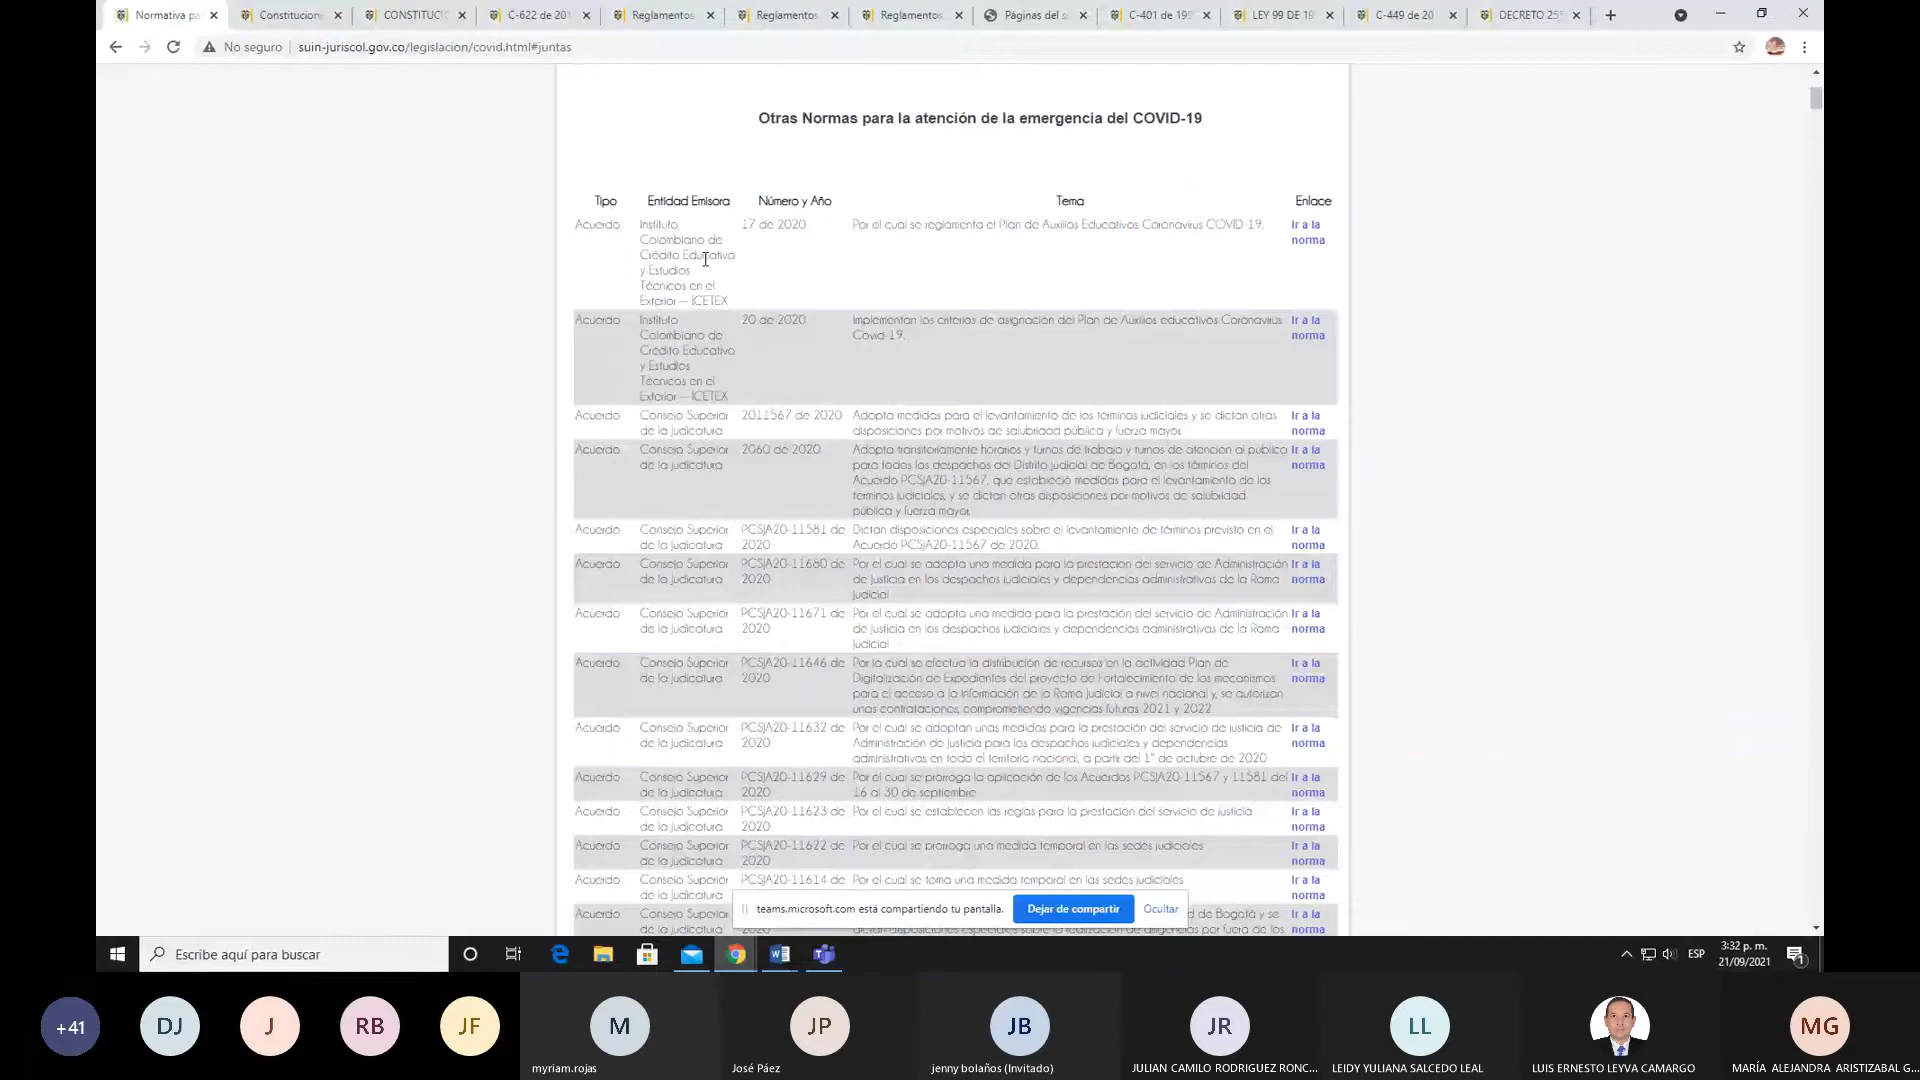 Normativa pa
Constitucione
CONSTITUCI
C-622 de 201
Reglamentos
Reglamentos
Reglamentos
Páginas del s
C-401 de 199
LEY 99 DE 19
C-449 de 20
DECRETO 25
No seguro
suin-juriscol.gov.co/legislacion/covid.html#juntas
Otras Normas para la atención de la emergencia del COVID-19
Tipo Entidad Emisora Número y Año Tema Enlace
Acuerdo Instituto 17 de 2020 Por el cual se reglamenta el Plan de Auxilios Educativos Coronavirus COVID-19. Ir a la
Colombiano de norma
Crédito Educativo
y Estudios
Técnicos en el
Exterior – ICETEX
Acuerdo Instituto 20 de 2020 Implementan los criterios de asignación del Plan de Auxilios educativos Coronavirus Ir a la
Colombiano de Covid-19. norma
Crédito Educativo
y Estudios
Técnicos en el
Exterior – ICETEX
Acuerdo Consejo Superior 2011567 de 2020 Adopta medidas para el levantamiento de los términos judiciales y se dictan otras Ir a la
de la judicatura disposiciones por motivos de salubridad pública y fuerza mayor. norma
Acuerdo Consejo Superior 2060 de 2020 Adopta transitoriamente horarios y turnos de trabajo y turnos de atención al público Ir a la
de la judicatura para todos los despachos del Distrito judicial de Bogotá, en los términos del norma
Acuerdo PCSJA20-11567, que estableció medidas para el levantamiento de los
términos judiciales, y se dictan otras disposiciones por motivos de salubridad
pública y fuerza mayor.
Acuerdo Consejo Superior PCSJA20-11581 de Dictan disposiciones especiales sobre el levantamiento de términos previsto en el Ir a la
de la judicatura 2020 Acuerdo PCSJA20-11567 de 2020. norma
Acuerdo Consejo Superior PCSJA20-11680 de Por el cual se adopta una medida para la prestación del servicio de Administración Ir a la
de la judicatura 2020 de Justicia en los despachos judiciales y dependencias administrativas de la Rama norma
Judicial
Acuerdo Consejo Superior PCSJA20-11671 de Por el cual se adopta una medida para la prestación del servicio de Administración Ir a la
de la judicatura 2020 de Justicia en los despachos judiciales y dependencias administrativas de la Rama norma
Judicial
Acuerdo Consejo Superior PCSJA20-11646 de Por la cual se efectua la distribución de recursos en la actividad Plan de Ir a la
de la judicatura 2020 Digitalización de Expedientes del proyecto de Fortalecimiento de los mecanismos norma
para el acceso a la información de la Rama Judicial a nivel nacional y, se autorizan
unas contrataciones, comprometiendo vigencias futuras 2021 y 2022
Acuerdo Consejo Superior PCSJA20-11632 de Por el cual se adoptan unas medidas para la prestación del servicio de justicia de Ir a la
de la judicatura 2020 Administración de Justicia para los despachos judiciales y dependencias norma
administrativas en todo el territorio nacional, a partir del 1° de octubre de 2020
Acuerdo Consejo Superior PCSJA20-11629 de Por el cual se prorroga la aplicación de los Acuerdos PCSJA20-11567 y 11581 del Ir a la
de la judicatura 2020 16 al 30 de septiembre norma
Acuerdo Consejo Superior PCSJA20-11623 de Por el cual se establecen las reglas para la prestación del servicio de justicia Ir a la
de la judicatura 2020 norma
Acuerdo Consejo Superior PCSJA20-11622 de Por el cual se prorroga una medida temporal en las sedes judiciales Ir a la
de la judicatura 2020 norma
Acuerdo Consejo Superior PCSJA20-11614 de Por el cual se toma una medida temporal en las sedes judiciales Ir a la
de la judicatura norma
Acuerdo Consejo Superior d de Bogotá y se Ir a la
de la judicatura 2020 dictan disposiciones especiales sobre la realización de diligencias por fuera de los norma
teams.microsoft.com está compartiendo tu pantalla. Dejar de compartir Ocultar
Escribe aquí para buscar
ESP
3:32 p. m.
21/09/2021
1
+41 DJ J RB JF M JP JB JR LL MG
myriam.rojas José Páez jenny bolaños (Invitado) JULIAN CAMILO RODRIGUEZ RONC... LEIDY YULIANA SALCEDO LEAL LUIS ERNESTO LEYVA CAMARGO MARÍA ALEJANDRA ARISTIZABAL G...